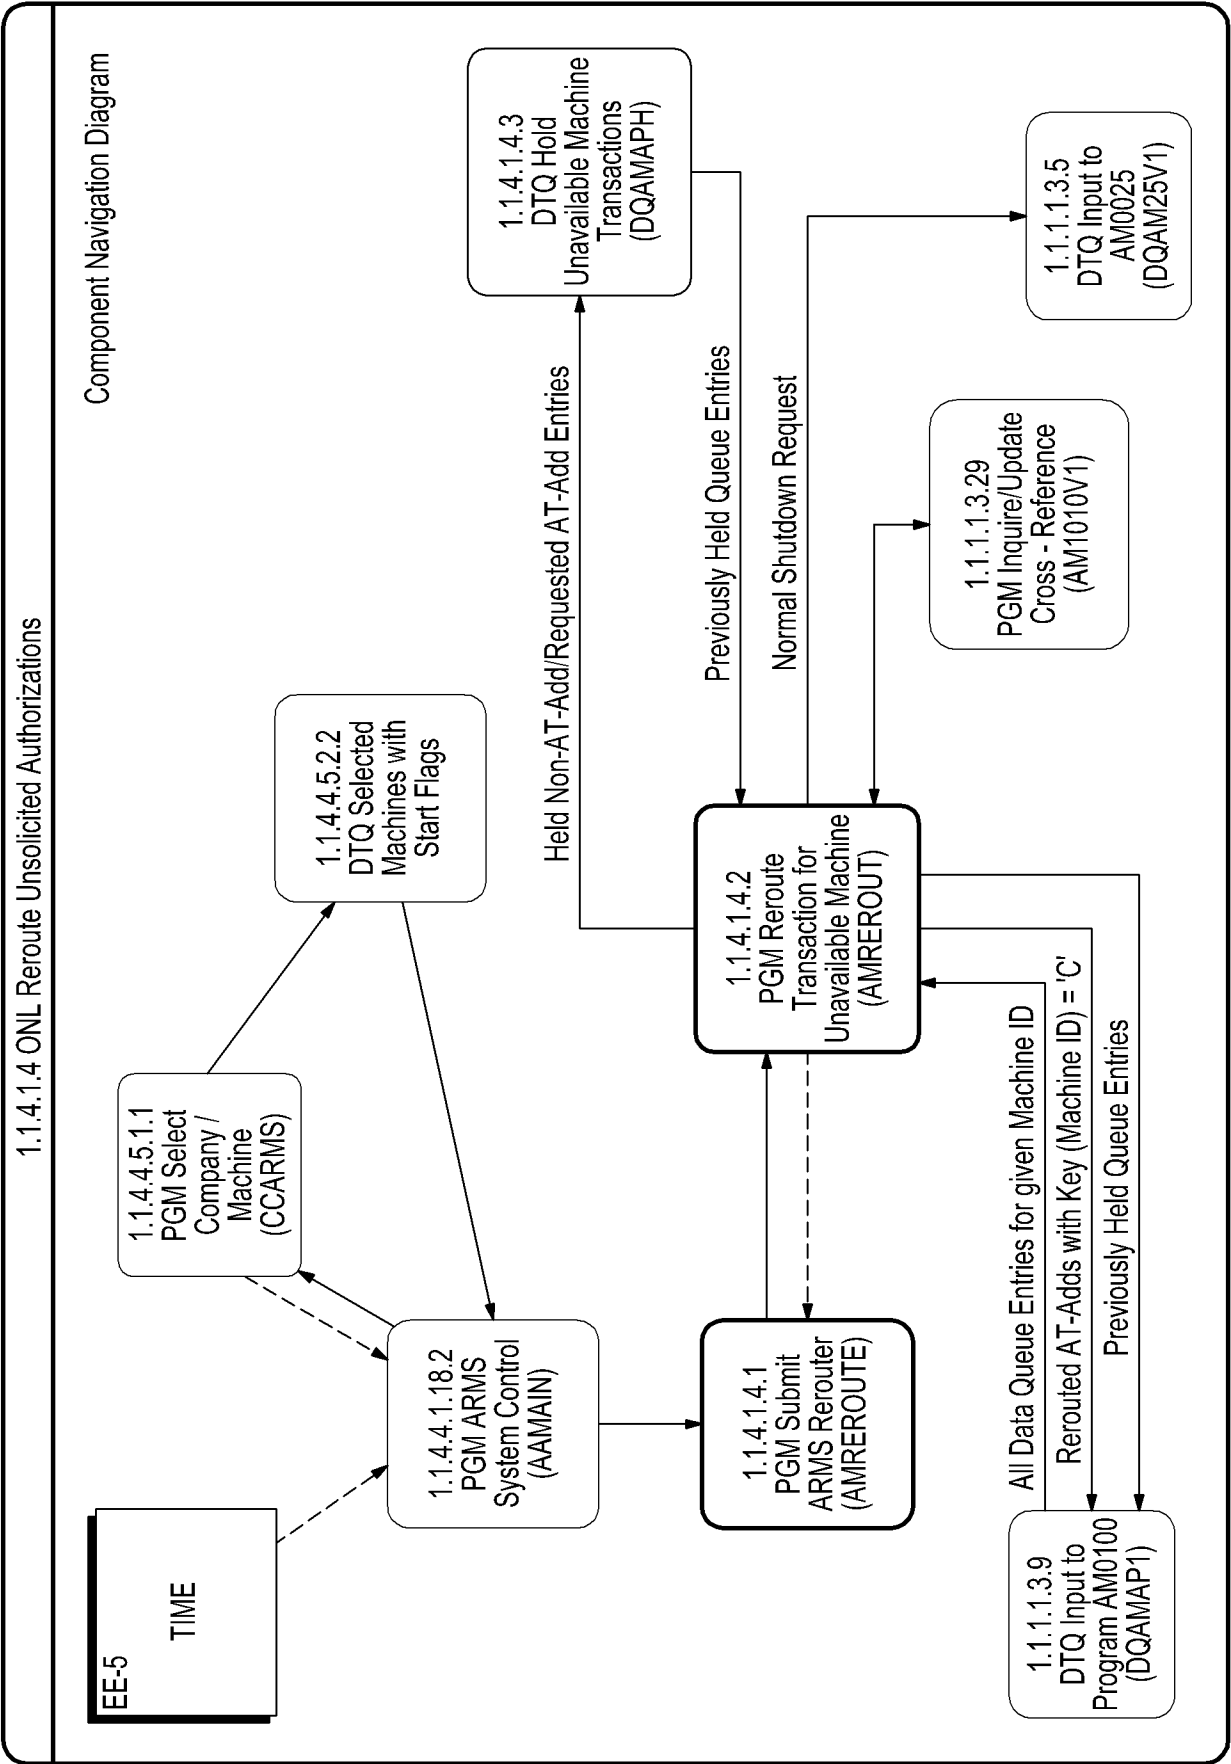 1.1.4.1.4 ONL Reroute Unsolicited Authorizations
Component Navigation Diagram
EE-5
TIME
1.1.4.4.5.1.1
PGM Select
Company /
Machine
(CCARMS)
1.1.4.4.5.2.2
DTQ Selected
Machines with
Start Flags
1.1.4.4.1.18.2
PGM ARMS
System Control
(AAMAIN)
1.1.4.1.4.3
DTQ Hold
Unavailable Machine
Transactions
(DQAMAPH)
Held Non-AT-Add/Requested AT-Add Entries
Previously Held Queue Entries
Normal Shutdown Request
1.1.4.1.4.1
PGM Submit
ARMS Rerouter
(AMREROUTE)
1.1.4.1.4.2
PGM Reroute
Transaction for
Unavailable Machine
(AMREROUT)
1.1.1.1.3.29
PGM Inquire/Update
Cross - Reference
(AM1010V1)
1.1.1.1.3.5
DTQ Input to
AM0025
(DQAM25V1)
All Data Queue Entries for given Machine ID
Rerouted AT-Adds with Key (Machine ID) = 'C'
Previously Held Queue Entries
1.1.1.1.3.9
DTQ Input to
Program AM0100
(DQAMAP1)